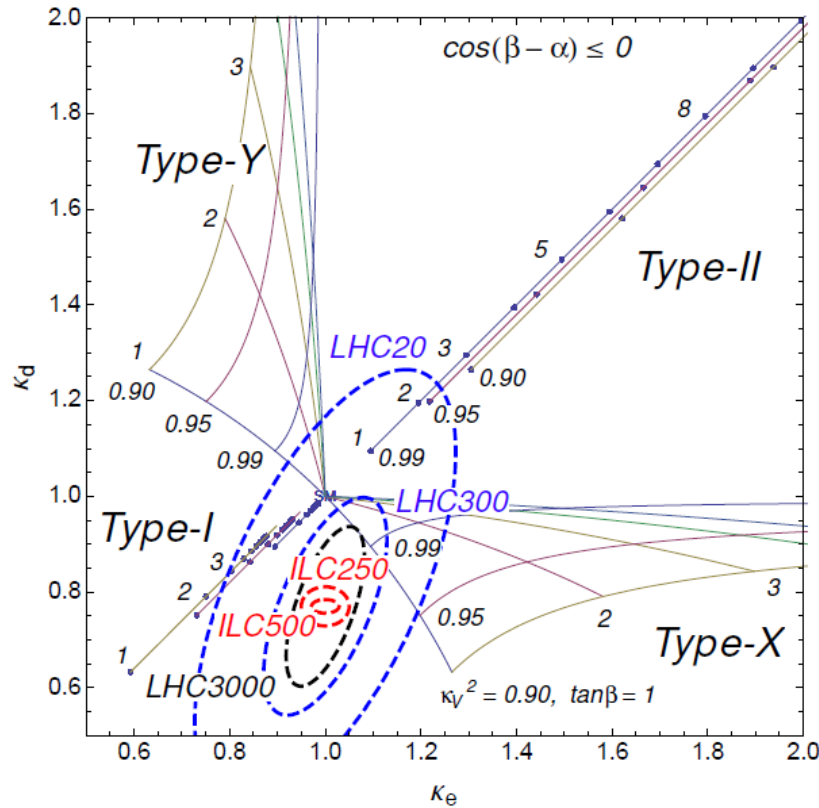 2.0
1.8
1.6
1.4
1.2
1.0
0.8
0.6
κd
cos(β − α) ≤ 0
3
Type-Y
2
1
0.90
0.95
0.99
8
5
Type-II
3
2
1
0.90
0.95
0.99
LHC20
SM
LHC300
Type-I
3
2
1
ILC250
ILC500
LHC3000
0.99
0.95
3
2
Type-X
κV² = 0.90, tanβ = 1
0.6
0.8
1.0
1.2
1.4
1.6
1.8
2.0
κe